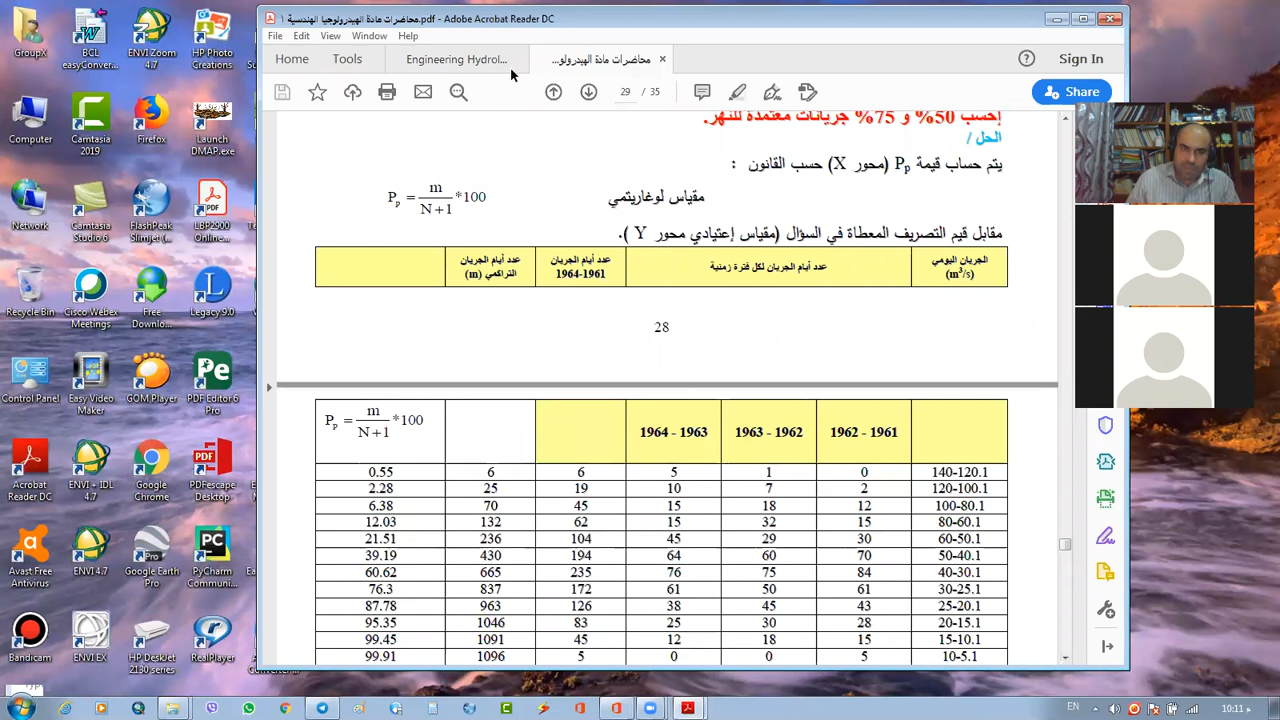 GroupX
BCL easyConver...
ENVI Zoom 4.7
HP Photo Creations
Computer
Camtasia 2019
Firefox
Launch DMAP.exe
Network
Camtasia Studio 6
FlashPeak Slimjet (...
LBP2900 Online...
Recycle Bin
Cisco Webex Meetings
Free Downlo...
Legacy 9.0
Control Panel
Easy Video Maker
GOM Player
PDF Editor 6 Pro
Acrobat Reader DC
ENVI + IDL 4.7
Google Chrome
PDFescape Desktop
Avast Free Antivirus
ENVI 4.7
Google Earth Pro
PyCharm Communi...
Bandicam
ENVI EX
HP DeskJet 2130 series
RealPlayer
محاضرات مادة الهيدرولوجيا الهندسية ١.pdf - Adobe Acrobat Reader DC
File Edit View Window Help
Home Tools Engineering Hydrol... محاضرات مادة الهيدرولو... × Sign In
29 / 35 Share
إحسب 50% و 75% جريانات معتمدة للنهر.
الحل /
يتم حساب قيمة Pp (محور X) حسب القانون :
مقياس لوغاريتمي Pp = m / N+1 *100
مقابل قيم التصريف المعطاة في السؤال (مقياس إعتيادي محور Y ).
عدد أيام الجريان التراكمي (m) عدد أيام الجريان 1961-1964 عدد أيام الجريان لكل فترة زمنية الجريان اليومي (m³/s)
28
Pp = m / N+1 *100 1964 - 1963 1963 - 1962 1962 - 1961
0.55 6 6 5 1 0 140-120.1
2.28 25 19 10 7 2 120-100.1
6.38 70 45 15 18 12 100-80.1
12.03 132 62 15 32 15 80-60.1
21.51 236 104 45 29 30 60-50.1
39.19 430 194 64 60 70 50-40.1
60.62 665 235 76 75 84 40-30.1
76.3 837 172 61 50 61 30-25.1
87.78 963 126 38 45 43 25-20.1
95.35 1046 83 25 30 28 20-15.1
99.45 1091 45 12 18 15 15-10.1
99.91 1096 5 0 0 5 10-5.1
EN 10:11 م